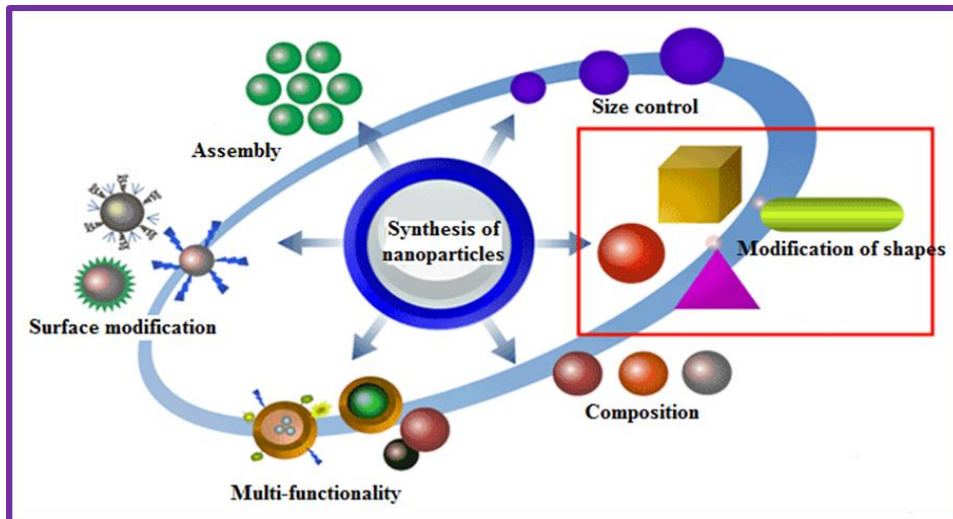 Size control
Assembly
Synthesis of
nanoparticles
Modification of shapes
Surface modification
Composition
Multi-functionality